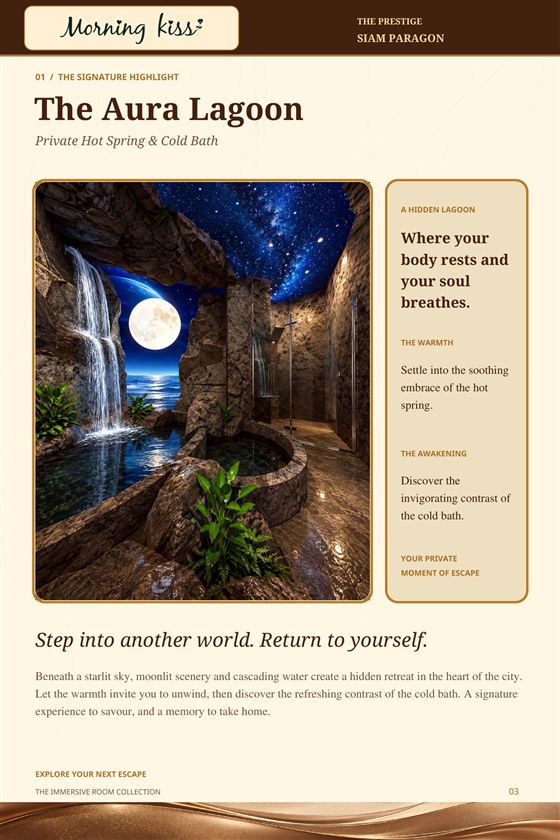 Morning kiss
THE PRESTIGE
SIAM PARAGON
01 / THE SIGNATURE HIGHLIGHT
The Aura Lagoon
Private Hot Spring & Cold Bath
A HIDDEN LAGOON
Where your
body rests and
your soul
breathes.
THE WARMTH
Settle into the soothing
embrace of the hot
spring.
THE AWAKENING
Discover the
invigorating contrast of
the cold bath.
YOUR PRIVATE
MOMENT OF ESCAPE
Step into another world. Return to yourself.
Beneath a starlit sky, moonlit scenery and cascading water create a hidden retreat in the heart of the city.
Let the warmth invite you to unwind, then discover the refreshing contrast of the cold bath. A signature
experience to savour, and a memory to take home.
EXPLORE YOUR NEXT ESCAPE
THE IMMERSIVE ROOM COLLECTION
03